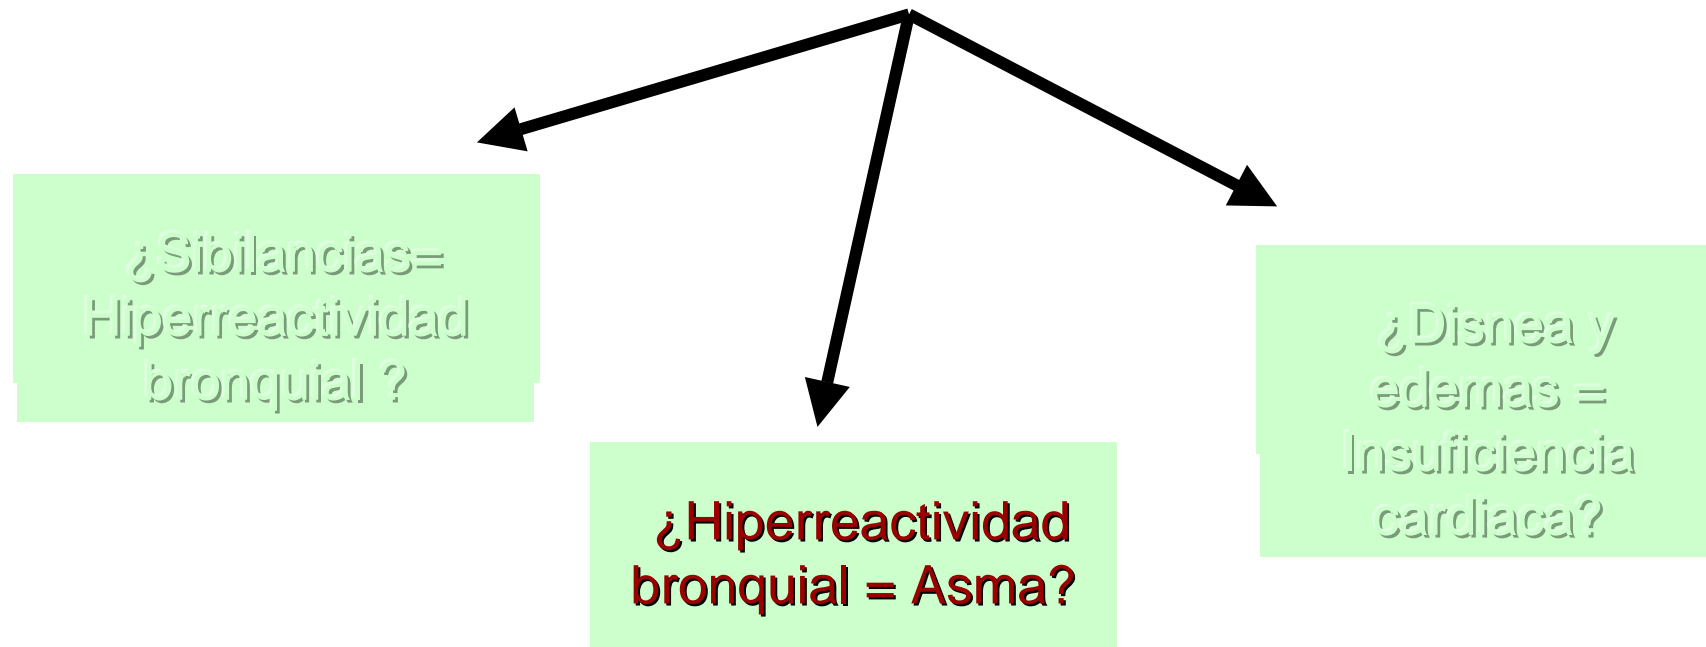 ¿Sibilancias=
Hiperreactividad
bronquial ?
¿Hiperreactividad
bronquial = Asma?
¿Disnea y
edemas =
Insuficiencia
cardiaca?